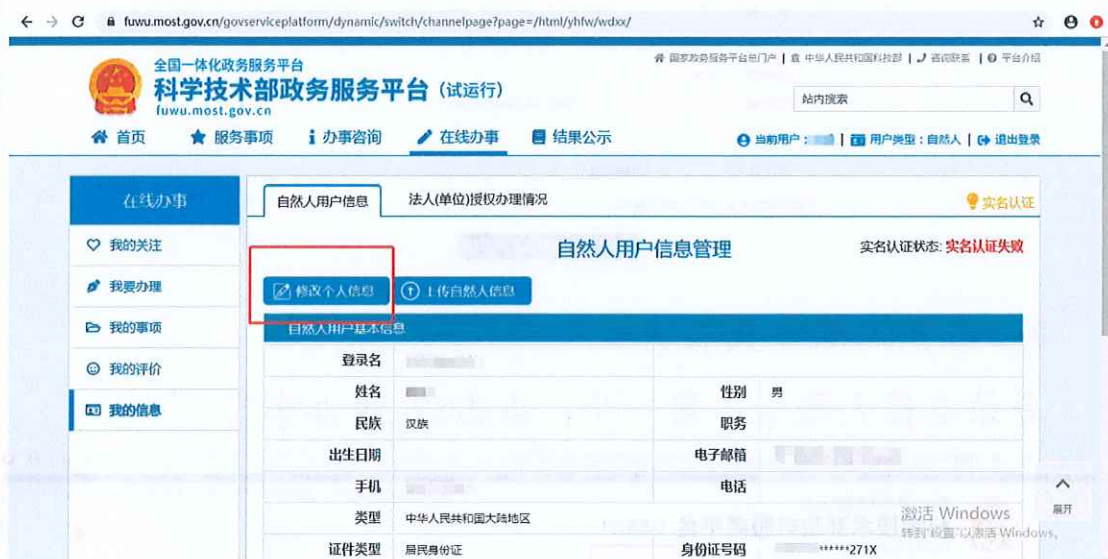 fuwu.most.gov.cn/govserviceplatform/dynamic/switch/channelpage?page=/html/yhfw/wdxx/
国家政务服务平台总门户 | 中华人民共和国科技部 | 咨询联系 | 平台介绍
全国一体化政务服务平台
科学技术部政务服务平台（试运行）
fuwu.most.gov.cn
站内搜索
首页 服务事项 办事咨询 在线办事 结果公示
当前用户： | 用户类型：自然人 | 退出登录
在线办事
我的关注
我要办理
我的事项
我的评价
我的信息
自然人用户信息 法人(单位)授权办理情况
实名认证
自然人用户信息管理
实名认证状态: 实名认证失败
修改个人信息 上传自然人信息
自然人用户基本信息
登录名
姓名 性别 男
民族 汉族 职务
出生日期 电子邮箱
手机 电话
类型 中华人民共和国大陆地区
证件类型 居民身份证 身份证号码 ******271X
展开
激活 Windows
转到"设置"以激活 Windows。